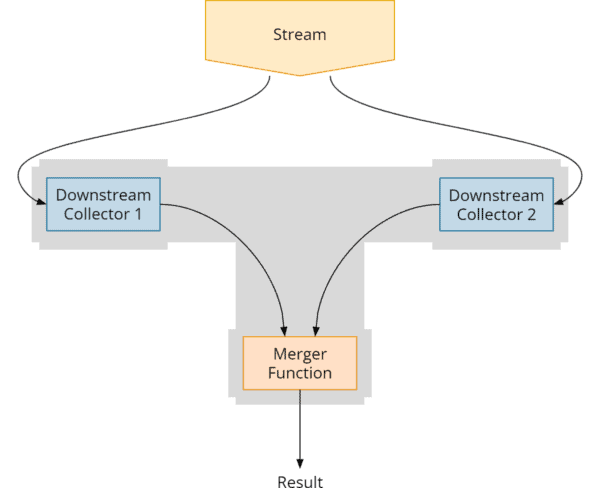 Stream
Downstream
Collector 1
Downstream
Collector 2
Merger
Function
Result